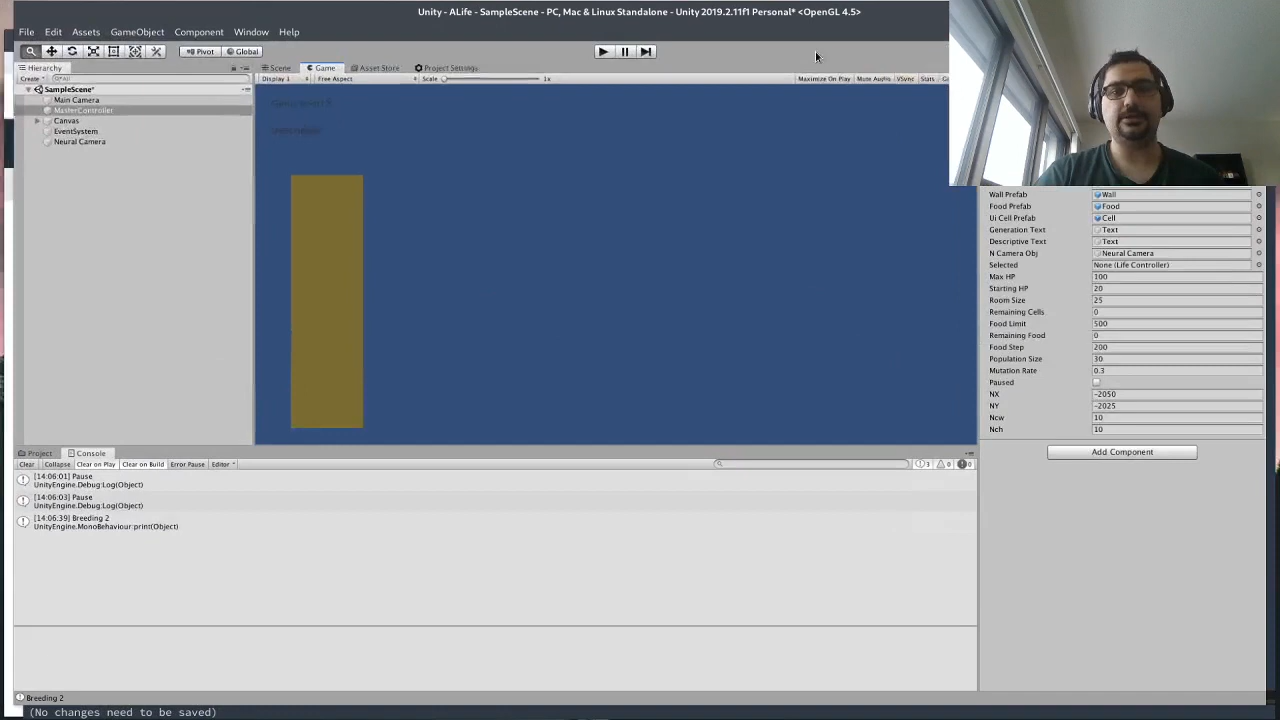 Unity - ALife - SampleScene - PC, Mac & Linux Standalone - Unity 2019.2.11f1 Personal* <OpenGL 4.5>
File Edit Assets GameObject Component Window Help
Pivot Global
Hierarchy Scene Game Asset Store Project Settings
Create All Display 1 Free Aspect Scale 1x Maximize On Play Mute Audio VSync Stats
SampleScene*
Main Camera
MasterController
Canvas
EventSystem
Neural Camera
Wall Prefab Wall
Food Prefab Food
Ui Cell Prefab Cell
Generation Text Text
Descriptive Text Text
N Camera Obj Neural Camera
Selected None (Life Controller)
Max HP 100
Starting HP 20
Room Size 25
Remaining Cells 0
Food Limit 500
Remaining Food 0
Food Step 200
Population Size 30
Mutation Rate 0.3
Paused
NX -2050
NY -2025
Ncw 10
Nch 10
Add Component
Project Console
Clear Collapse Clear on Play Clear on Build Error Pause Editor 3 0 0
[14:06:01] Pause
UnityEngine.Debug:Log(Object)
[14:06:03] Pause
UnityEngine.Debug:Log(Object)
[14:06:39] Breeding 2
UnityEngine.MonoBehaviour:print(Object)
Breeding 2
(No changes need to be saved)